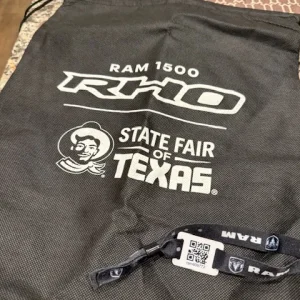 RAM 1500
RHO
STATE FAIR
OF
TEXAS®
RAM
RAM